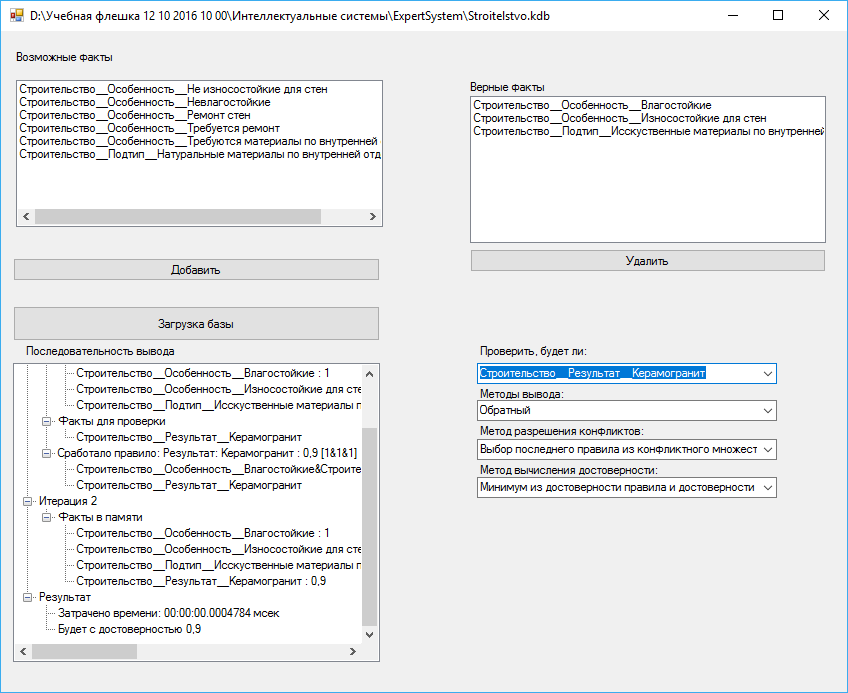 D:\Учебная флешка 12 10 2016 10 00\Интеллектуальные системы\ExpertSystem\Stroitelstvo.kdb
Возможные факты
Строительство__Особенность__Не износостойкие для стен
Строительство__Особенность__Невлагостойкие
Строительство__Особенность__Ремонт стен
Строительство__Особенность__Требуется ремонт
Строительство__Особенность__Требуются материалы по внутренней
Строительство__Подтип__Натуральные материалы по внутренней отд
Верные факты
Строительство__Особенность__Влагостойкие
Строительство__Особенность__Износостойкие для стен
Строительство__Подтип__Исскуственные материалы по внутренней
Добавить
Удалить
Загрузка базы
Последовательность вывода
Строительство__Особенность__Влагостойкие : 1
Строительство__Особенность__Износостойкие для сте
Строительство__Подтип__Исскуственные материалы п
Факты для проверки
Строительство__Результат__Керамогранит
Сработало правило: Результат: Керамогранит : 0,9 [1&1&1]
Строительство__Особенность__Влагостойкие&Строите
Строительство__Результат__Керамогранит
Итерация 2
Факты в памяти
Строительство__Особенность__Влагостойкие : 1
Строительство__Особенность__Износостойкие для сте
Строительство__Подтип__Исскуственные материалы п
Строительство__Результат__Керамогранит : 0,9
Результат
Затрачено времени: 00:00:00.0004784 мсек
Будет с достоверностью 0,9
Проверить, будет ли:
Строительство__Результат__Керамогранит
Методы вывода:
Обратный
Метод разрешения конфликтов:
Выбор последнего правила из конфликтного множест
Метод вычисления достоверности:
Минимум из достоверности правила и достоверности